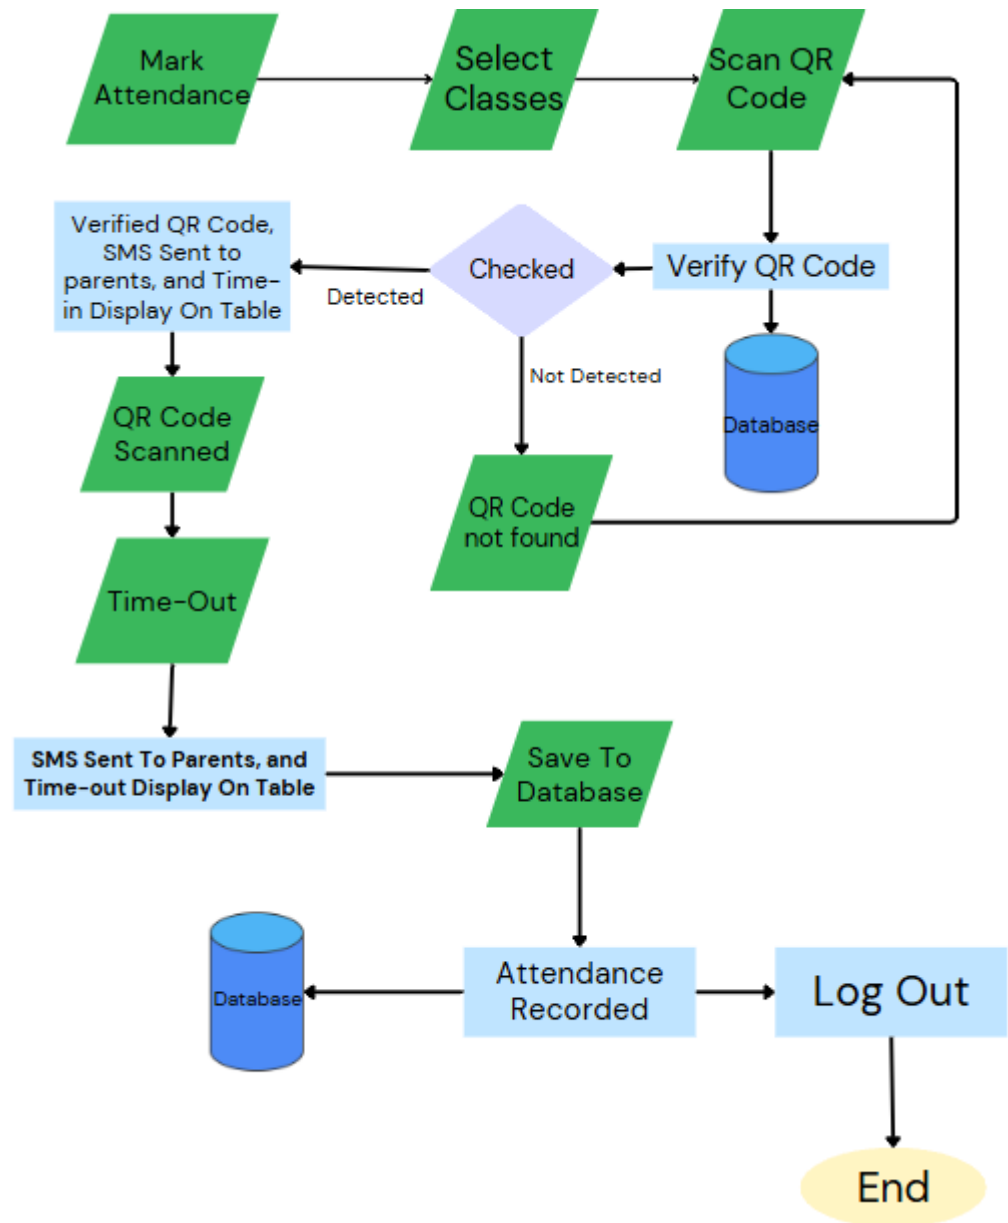 Mark
Attendance
Select
Classes
Scan QR
Code
Verified QR Code,
SMS Sent to
parents, and Time-
in Display On Table
Detected
Checked
Verify QR Code
Not Detected
Database
QR Code
Scanned
QR Code
not found
Time-Out
SMS Sent To Parents, and
Time-out Display On Table
Save To
Database
Database
Attendance
Recorded
Log Out
End